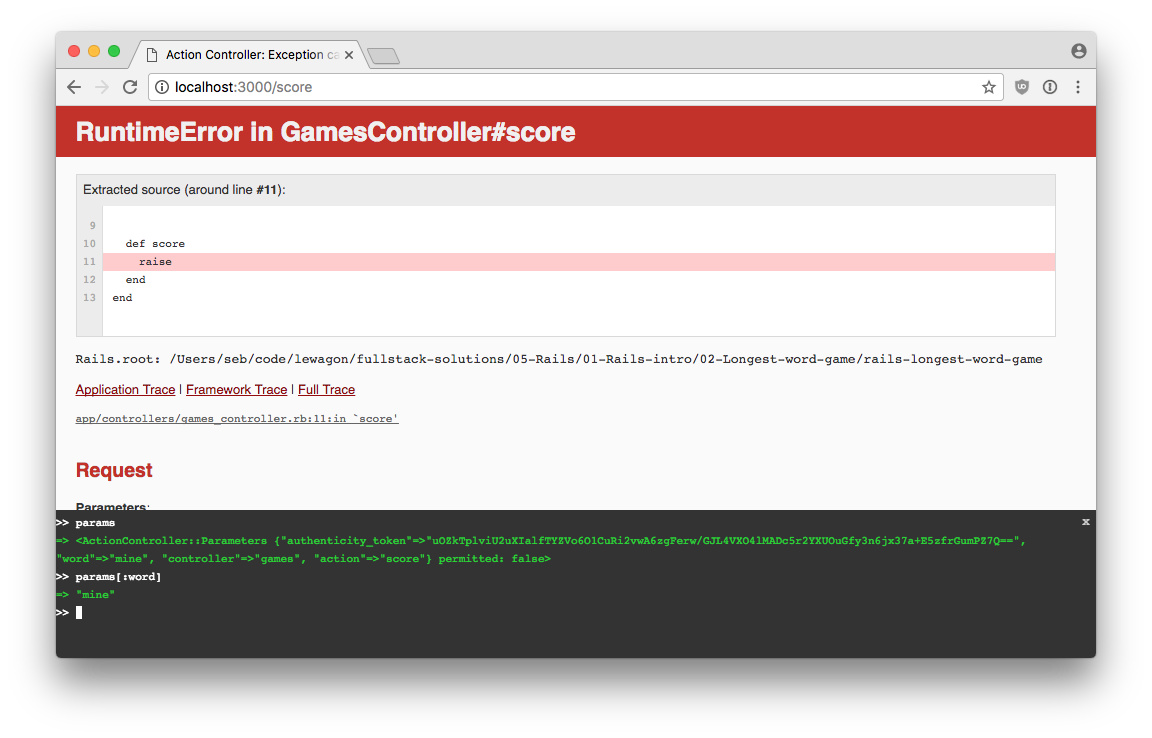 Action Controller: Exception ca
localhost:3000/score
RuntimeError in GamesController#score
Extracted source (around line #11):
9
10 def score
11 raise
12 end
13 end
Rails.root: /Users/seb/code/lewagon/fullstack-solutions/05-Rails/01-Rails-intro/02-Longest-word-game/rails-longest-word-game
Application Trace | Framework Trace | Full Trace
app/controllers/games_controller.rb:11:in `score'
Request
Parameters:
>> params
x
=> <ActionController::Parameters {"authenticity_token"=>"uOZkTplviU2uXIalfTYZVo6OlCuRi2vwA6zgFerw/GJL4VXO4lMADc5r2YXUOuGfy3n6jx37a+E5zfrGumPZ7Q==",
"word"=>"mine", "controller"=>"games", "action"=>"score"} permitted: false>
>> params[:word]
=> "mine"
>>